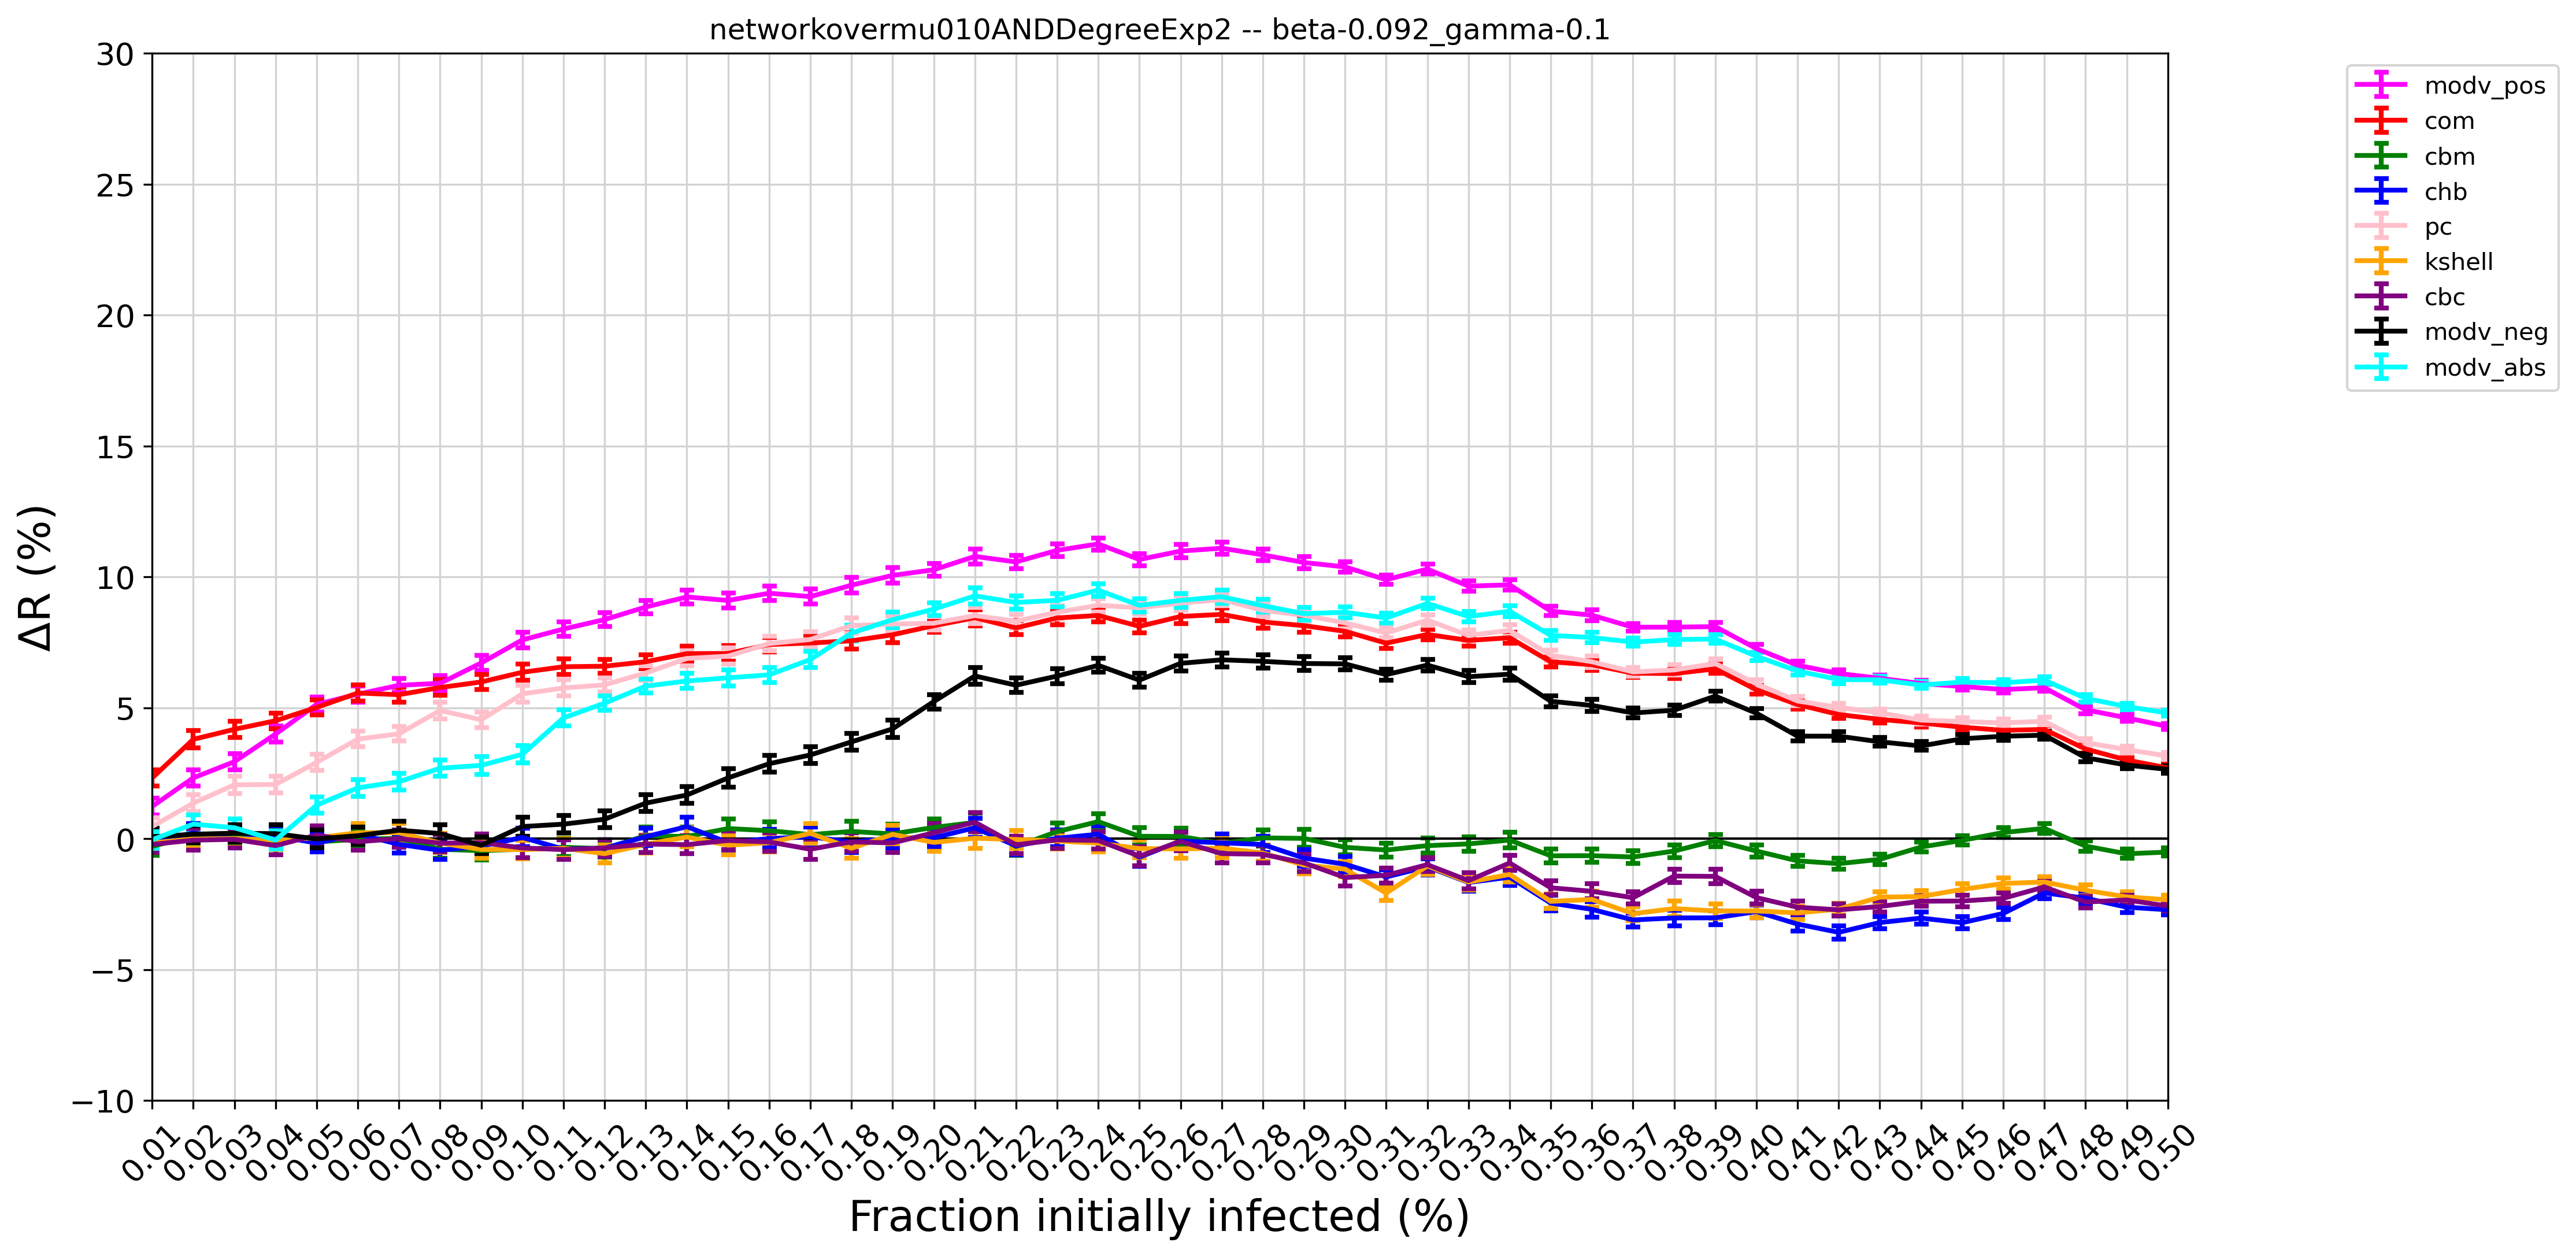 networkovermu010ANDDegreeExp2 -- beta-0.092_gamma-0.1
30
25
20
15
10
5
0
−5
−10
ΔR (%)
0.01 0.02 0.03 0.04 0.05 0.06 0.07 0.08 0.09 0.10 0.11 0.12 0.13 0.14 0.15 0.16 0.17 0.18 0.19 0.20 0.21 0.22 0.23 0.24 0.25 0.26 0.27 0.28 0.29 0.30 0.31 0.32 0.33 0.34 0.35 0.36 0.37 0.38 0.39 0.40 0.41 0.42 0.43 0.44 0.45 0.46 0.47 0.48 0.49 0.50
Fraction initially infected (%)
modv_pos
com
cbm
chb
pc
kshell
cbc
modv_neg
modv_abs